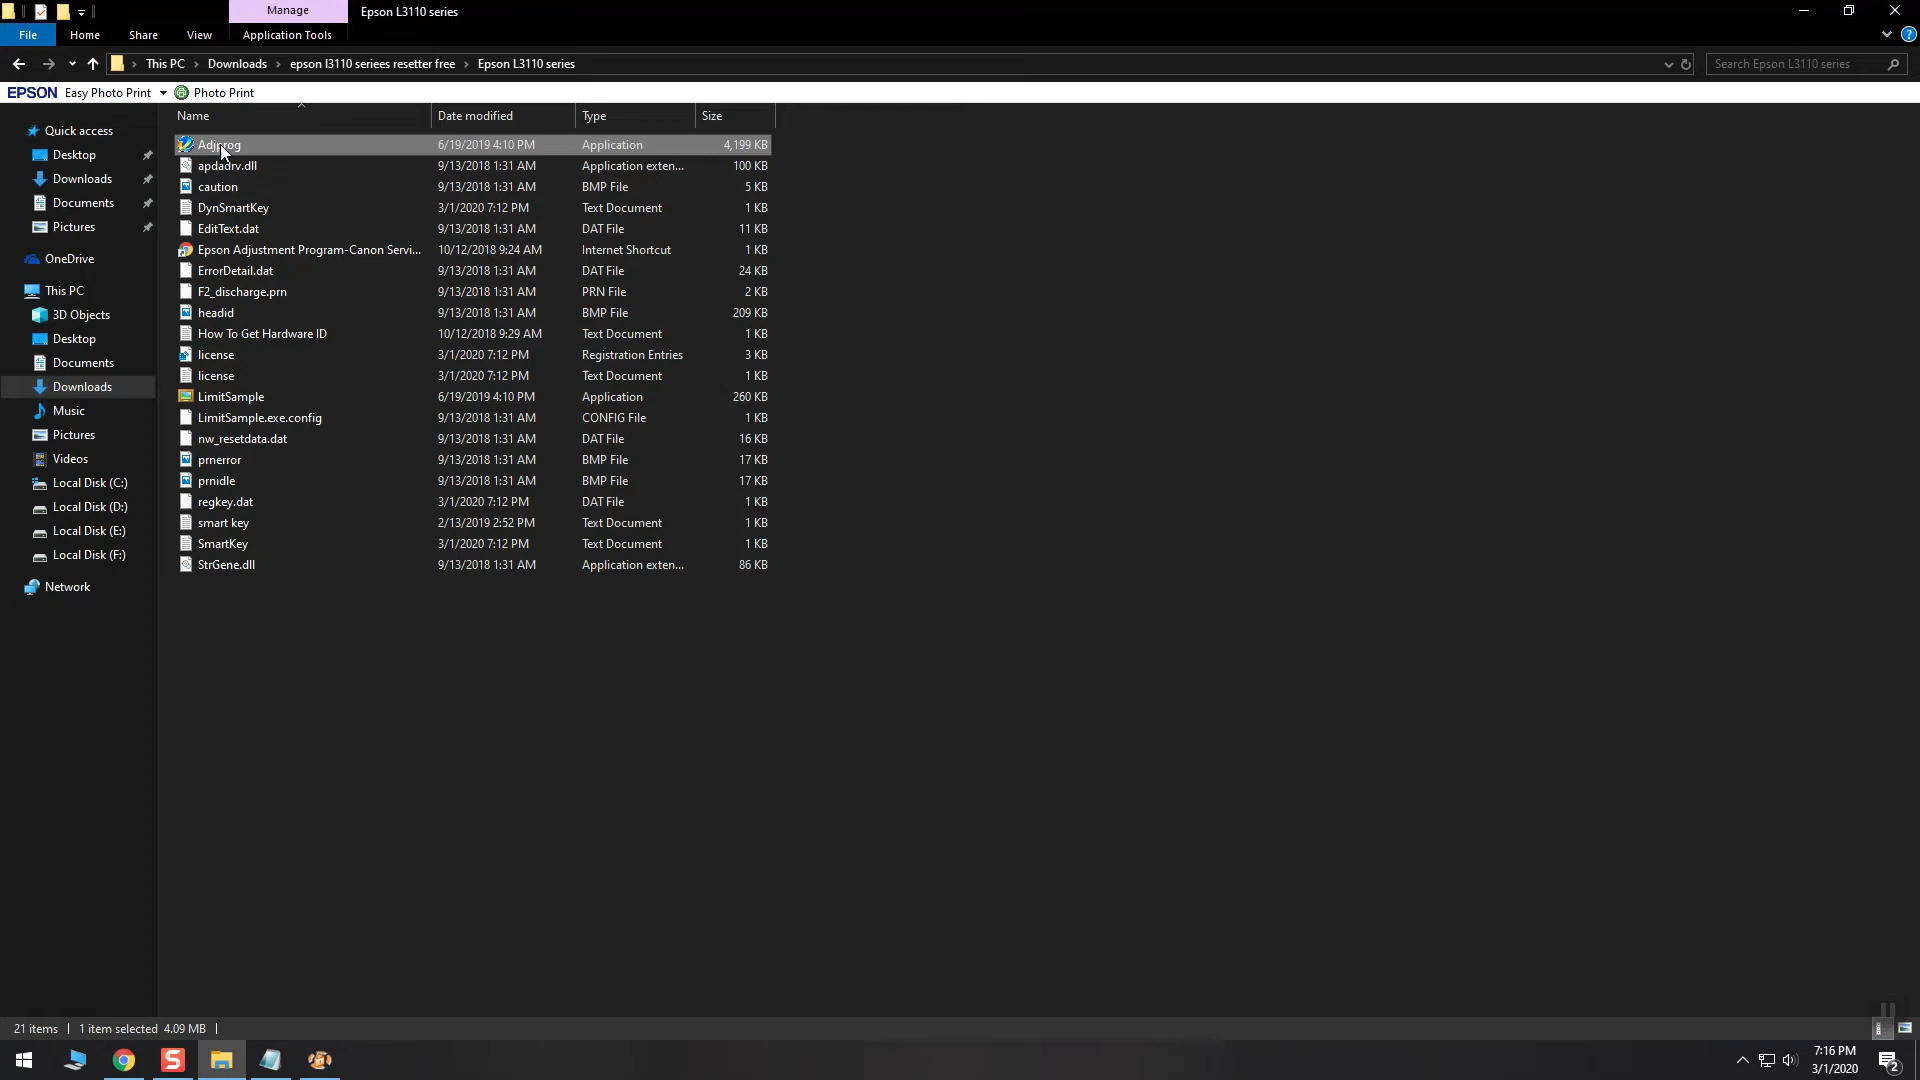 Manage
Epson L3110 series
File
Home
Share
View
Application Tools
This PC
Downloads
epson l3110 seriees resetter free
Epson L3110 series
Search Epson L3110 series
EPSON
Easy Photo Print
Photo Print
Name
Date modified
Type
Size
Adjprog 6/19/2019 4:10 PM Application 4,199 KB
apdadrv.dll 9/13/2018 1:31 AM Application exten... 100 KB
caution 9/13/2018 1:31 AM BMP File 5 KB
DynSmartKey 3/1/2020 7:12 PM Text Document 1 KB
EditText.dat 9/13/2018 1:31 AM DAT File 11 KB
Epson Adjustment Program-Canon Servi... 10/12/2018 9:24 AM Internet Shortcut 1 KB
ErrorDetail.dat 9/13/2018 1:31 AM DAT File 24 KB
F2_discharge.prn 9/13/2018 1:31 AM PRN File 2 KB
headid 9/13/2018 1:31 AM BMP File 209 KB
How To Get Hardware ID 10/12/2018 9:29 AM Text Document 1 KB
license 3/1/2020 7:12 PM Registration Entries 3 KB
license 3/1/2020 7:12 PM Text Document 1 KB
LimitSample 6/19/2019 4:10 PM Application 260 KB
LimitSample.exe.config 9/13/2018 1:31 AM CONFIG File 1 KB
nw_resetdata.dat 9/13/2018 1:31 AM DAT File 16 KB
prnerror 9/13/2018 1:31 AM BMP File 17 KB
prnidle 9/13/2018 1:31 AM BMP File 17 KB
regkey.dat 3/1/2020 7:12 PM DAT File 1 KB
smart key 2/13/2019 2:52 PM Text Document 1 KB
SmartKey 3/1/2020 7:12 PM Text Document 1 KB
StrGene.dll 9/13/2018 1:31 AM Application exten... 86 KB
Quick access
Desktop
Downloads
Documents
Pictures
OneDrive
This PC
3D Objects
Desktop
Documents
Downloads
Music
Pictures
Videos
Local Disk (C:)
Local Disk (D:)
Local Disk (E:)
Local Disk (F:)
Network
21 items
1 item selected 4.09 MB
S
7:16 PM
3/1/2020
2